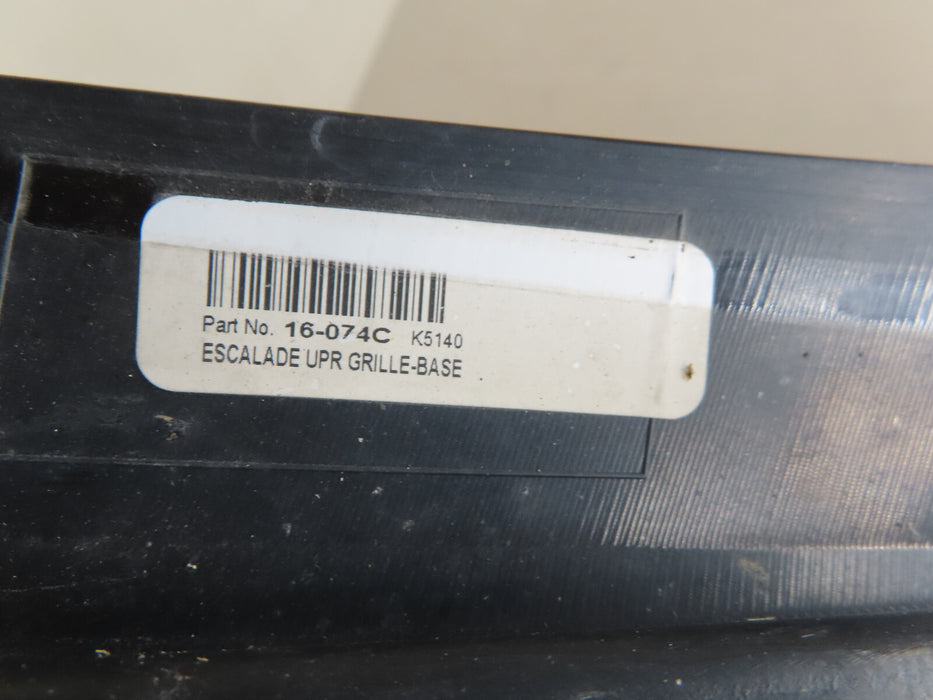 Part No. 16-074C K5140
ESCALADE UPR GRILLE-BASE